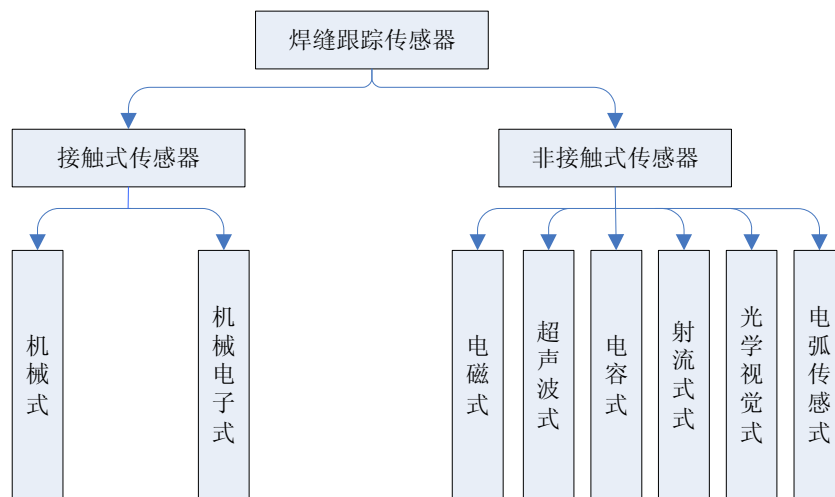 焊缝跟踪传感器
接触式传感器
非接触式传感器
机械式
机械电子式
电磁式
超声波式
电容式
射流式式
光学视觉式
电弧传感式